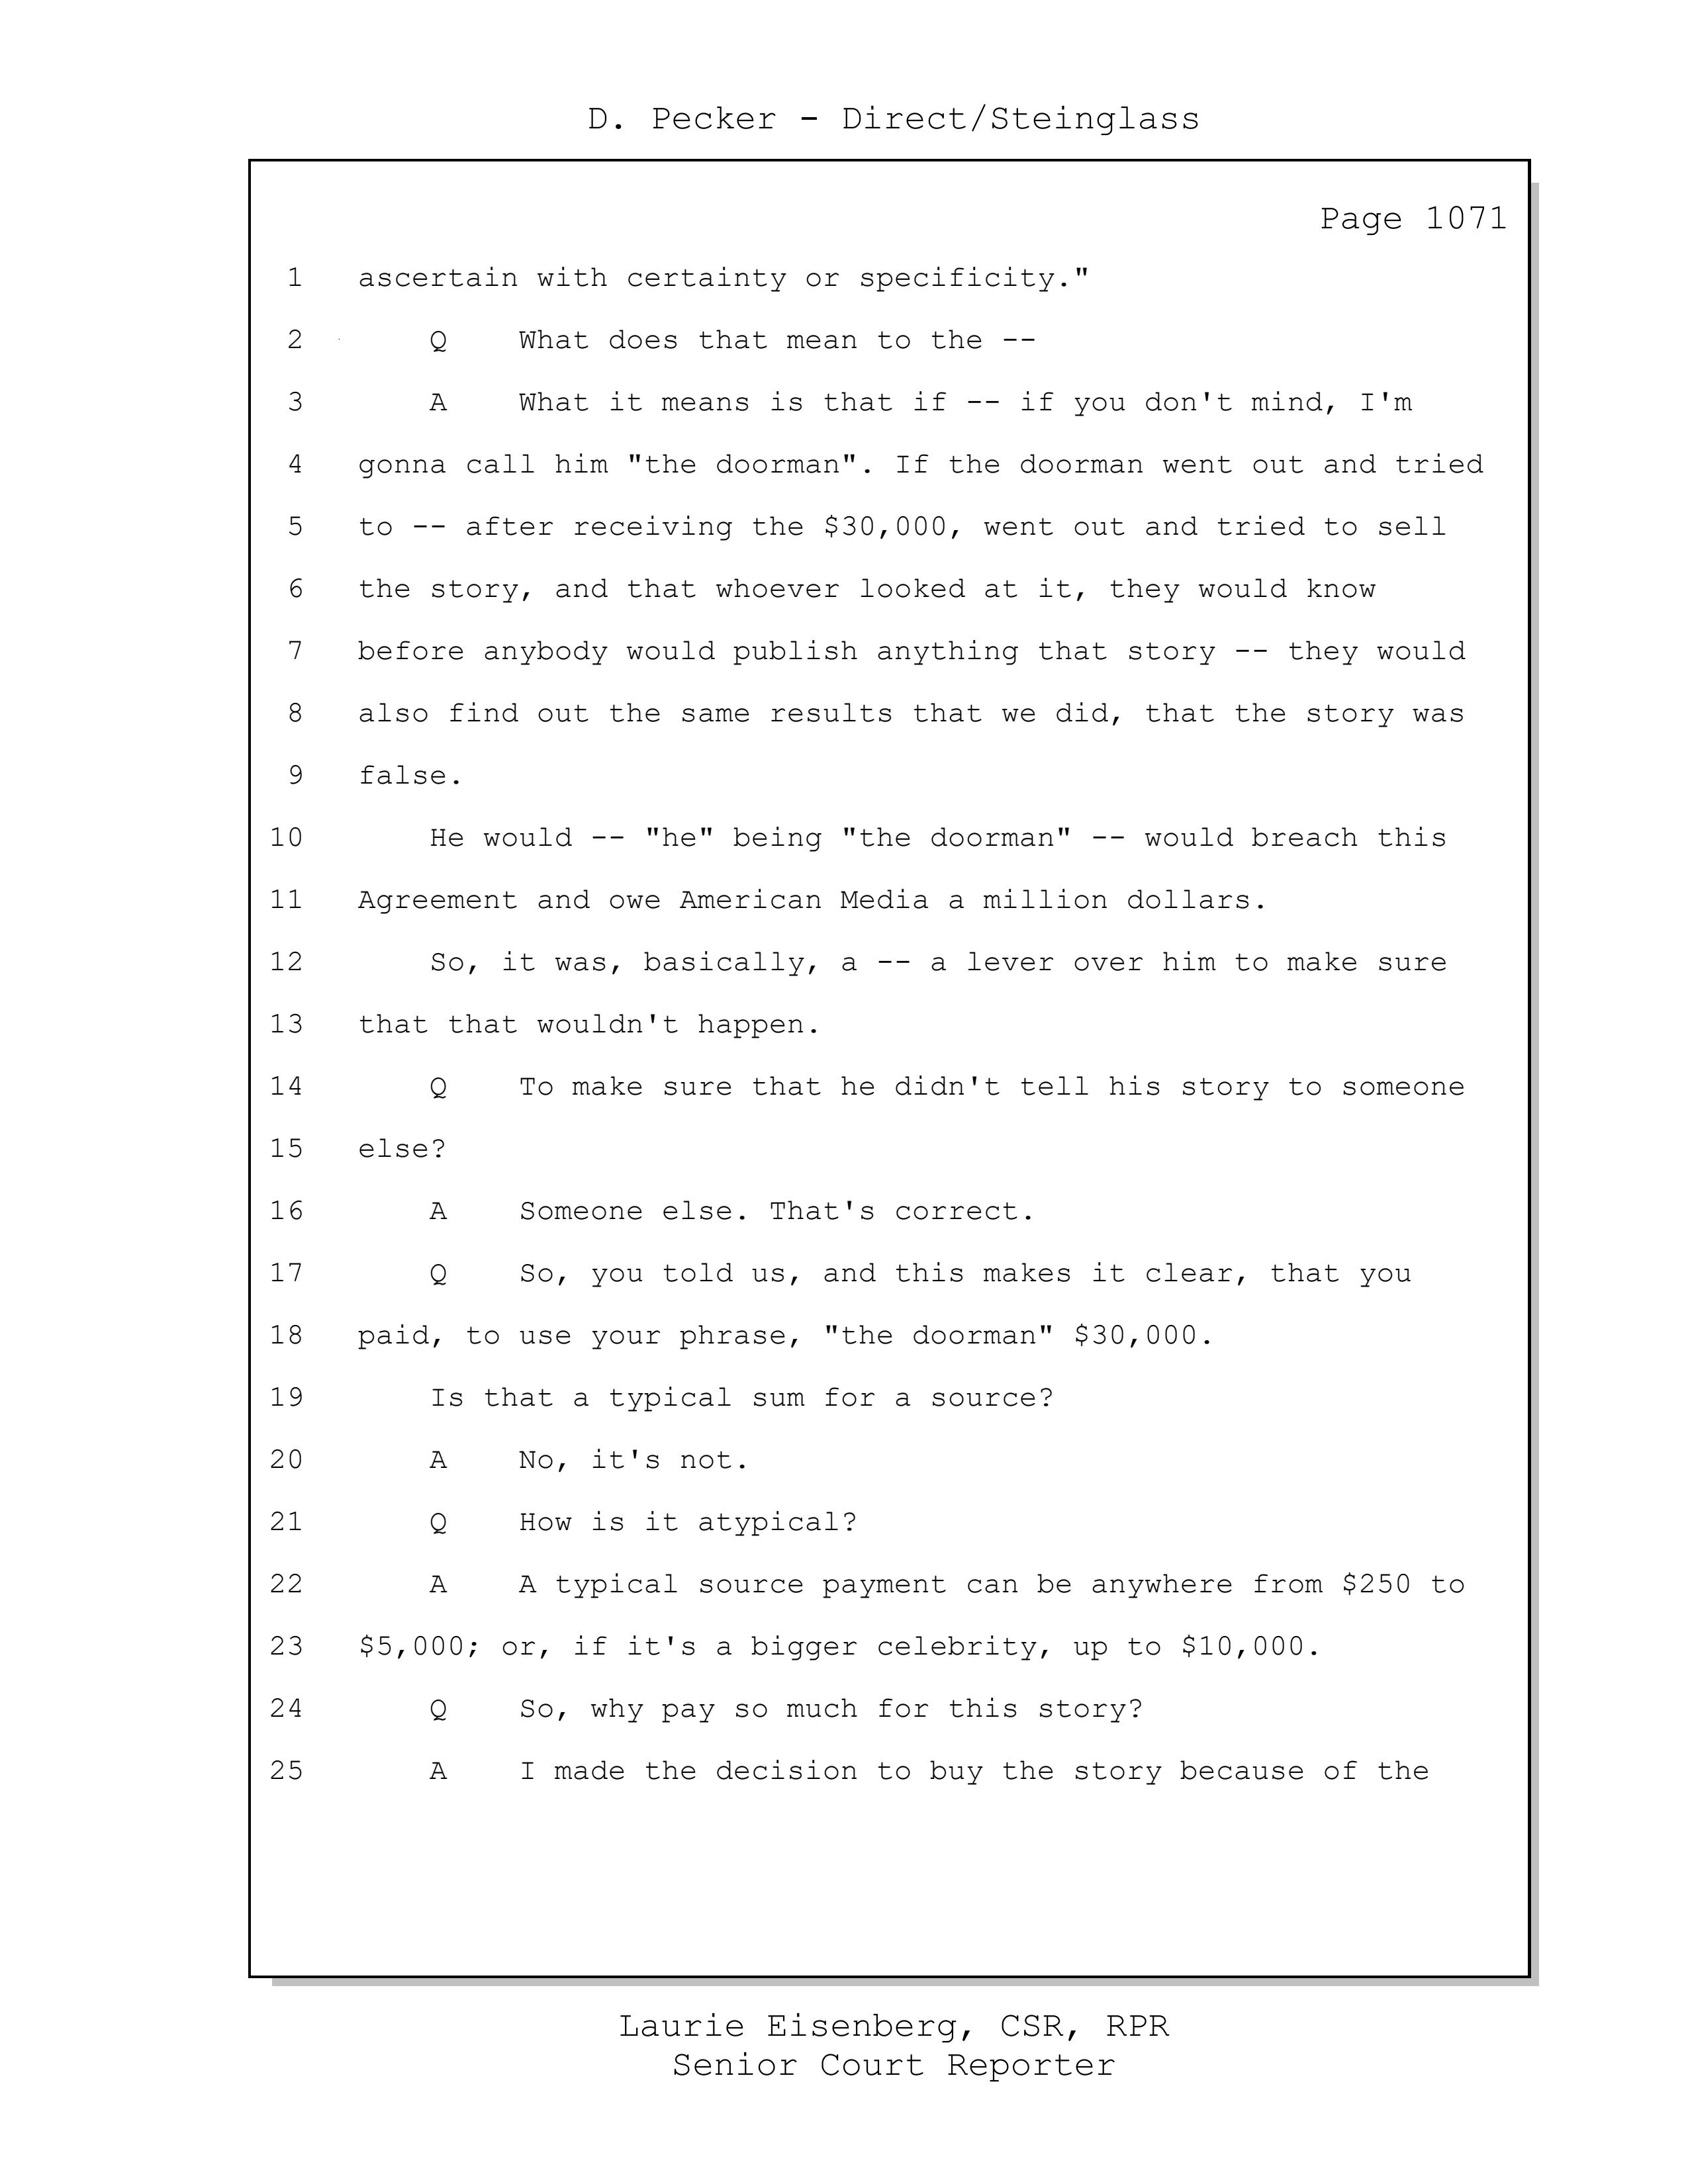 D. Pecker - Direct/Steinglass
Page 1071
1 ascertain with certainty or specificity."
2 Q What does that mean to the --
3 A What it means is that if -- if you don't mind, I'm
4 gonna call him "the doorman". If the doorman went out and tried
5 to -- after receiving the $30,000, went out and tried to sell
6 the story, and that whoever looked at it, they would know
7 before anybody would publish anything that story -- they would
8 also find out the same results that we did, that the story was
9 false.
10 He would -- "he" being "the doorman" -- would breach this
11 Agreement and owe American Media a million dollars.
12 So, it was, basically, a -- a lever over him to make sure
13 that that wouldn't happen.
14 Q To make sure that he didn't tell his story to someone
15 else?
16 A Someone else. That's correct.
17 Q So, you told us, and this makes it clear, that you
18 paid, to use your phrase, "the doorman" $30,000.
19 Is that a typical sum for a source?
20 A No, it's not.
21 Q How is it atypical?
22 A A typical source payment can be anywhere from $250 to
23 $5,000; or, if it's a bigger celebrity, up to $10,000.
24 Q So, why pay so much for this story?
25 A I made the decision to buy the story because of the
Laurie Eisenberg, CSR, RPR
Senior Court Reporter